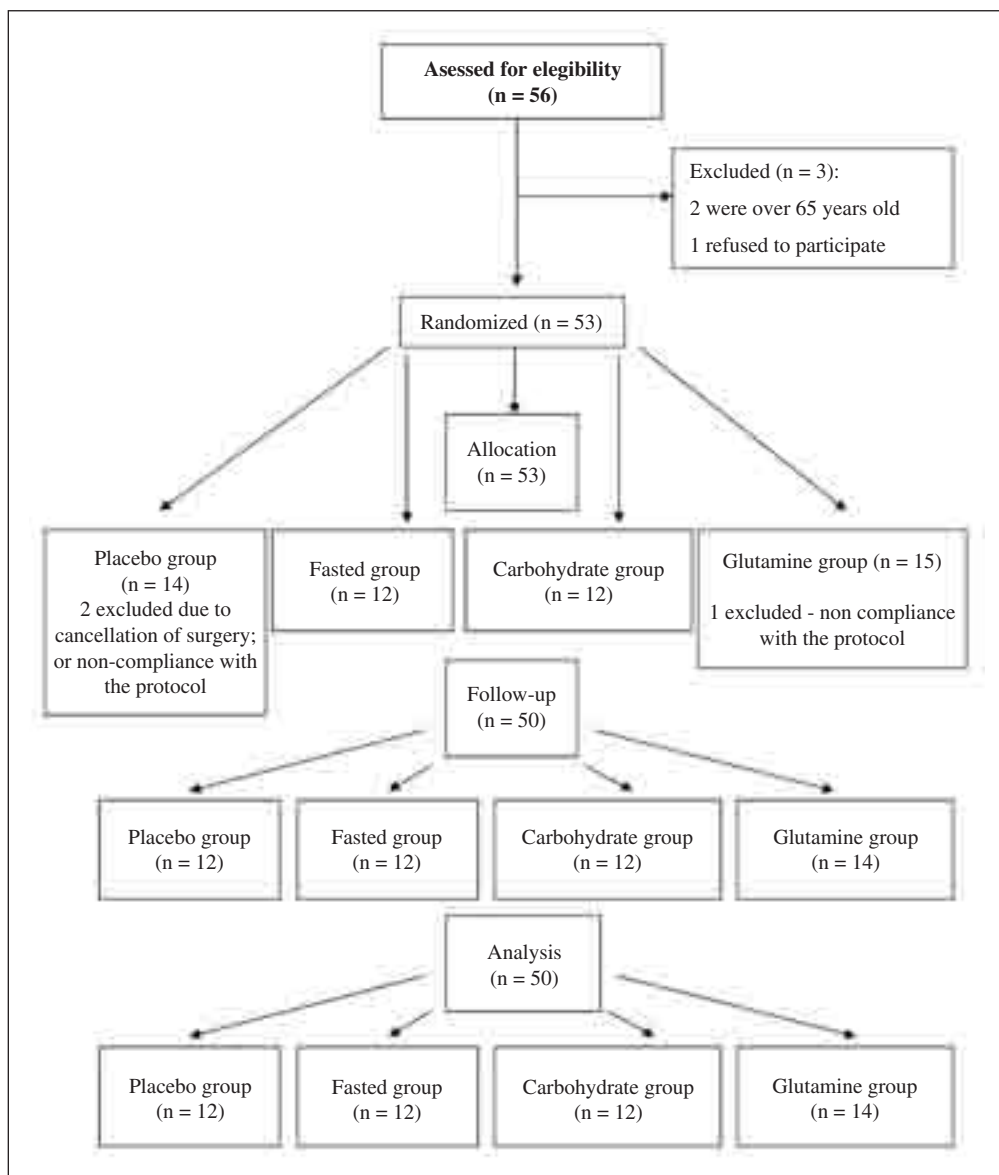 Asessed for elegibility
(n = 56)
Excluded (n = 3):
2 were over 65 years old
1 refused to participate
Randomized (n = 53)
Allocation
(n = 53)
Placebo group
(n = 14)
2 excluded due to
cancellation of surgery;
or non-compliance with
the protocol
Fasted group
(n = 12)
Carbohydrate group
(n = 12)
Glutamine group (n = 15)
1 excluded - non compliance
with the protocol
Follow-up
(n = 50)
Placebo group
(n = 12)
Fasted group
(n = 12)
Carbohydrate group
(n = 12)
Glutamine group
(n = 14)
Analysis
(n = 50)
Placebo group
(n = 12)
Fasted group
(n = 12)
Carbohydrate group
(n = 12)
Glutamine group
(n = 14)